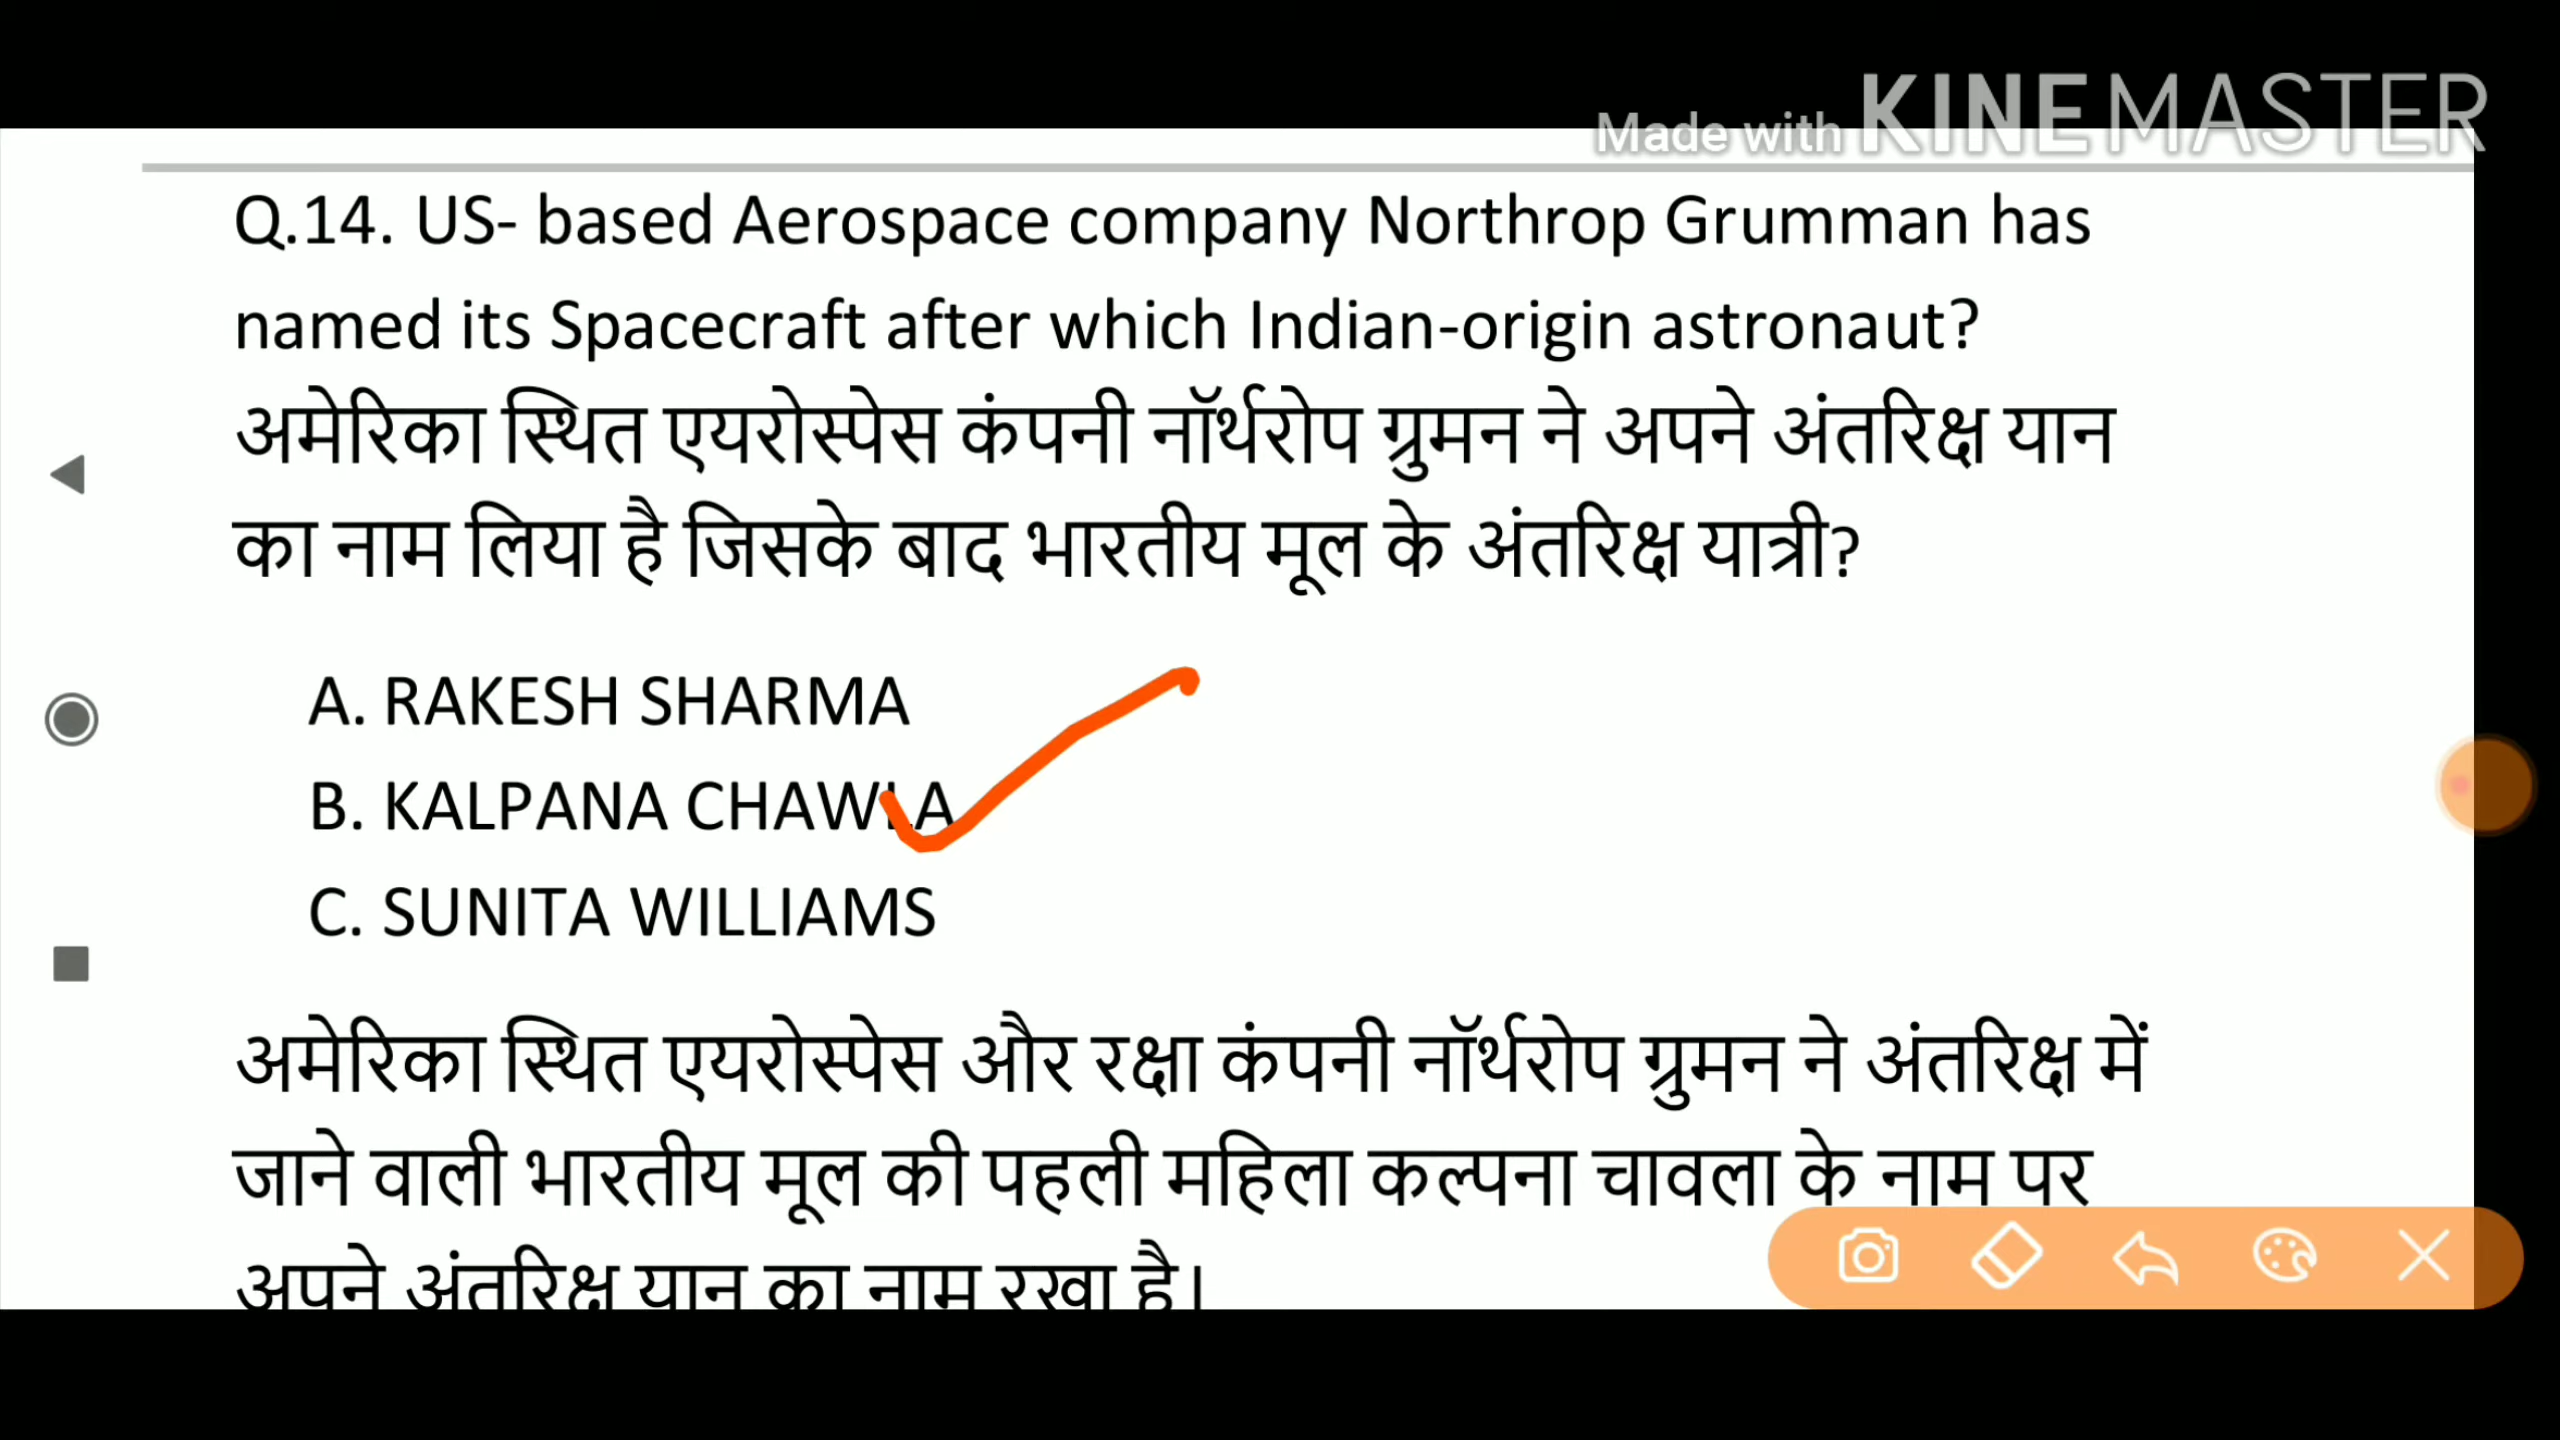 Made with KINEMASTER
Q.14. US- based Aerospace company Northrop Grumman has
named its Spacecraft after which Indian-origin astronaut?
अमेरिका स्थित एयरोस्पेस कंपनी नॉर्थरोप ग्रुमन ने अपने अंतरिक्ष यान
का नाम लिया है जिसके बाद भारतीय मूल के अंतरिक्ष यात्री?
A. RAKESH SHARMA
B. KALPANA CHAWLA
C. SUNITA WILLIAMS
अमेरिका स्थित एयरोस्पेस और रक्षा कंपनी नॉर्थरोप ग्रुमन ने अंतरिक्ष में
जाने वाली भारतीय मूल की पहली महिला कल्पना चावला के नाम पर
अपने अंतरिक्ष यान का नाम रखा है।